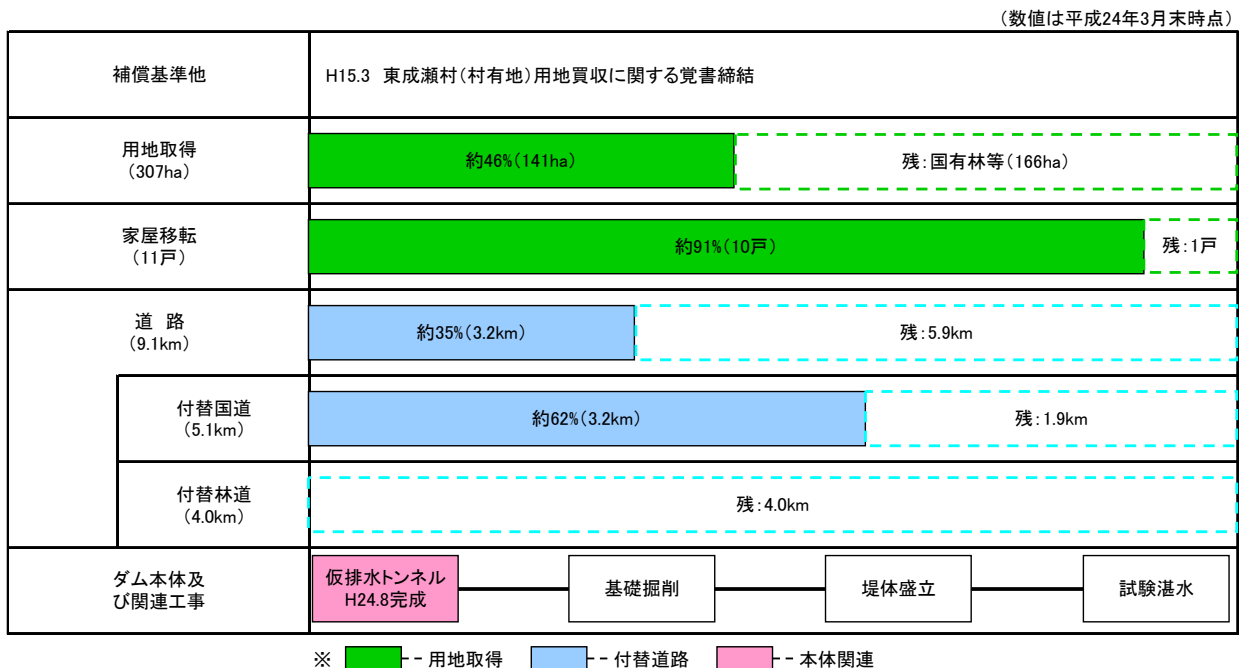 （数値は平成24年3月末時点）
補償基準他
H15.3 東成瀬村（村有地）用地買収に関する覚書締結
用地取得
（307ha）
約46%（141ha）
残：国有林等（166ha）
家屋移転
（11戸）
約91%（10戸）
残：1戸
道 路
（9.1km）
約35%（3.2km）
残：5.9km
付替国道
（5.1km）
約62%（3.2km）
残：1.9km
付替林道
（4.0km）
残：4.0km
ダム本体及
び関連工事
仮排水トンネル
H24.8完成
基礎掘削
堤体盛立
試験湛水
※ -- 用地取得 -- 付替道路 -- 本体関連